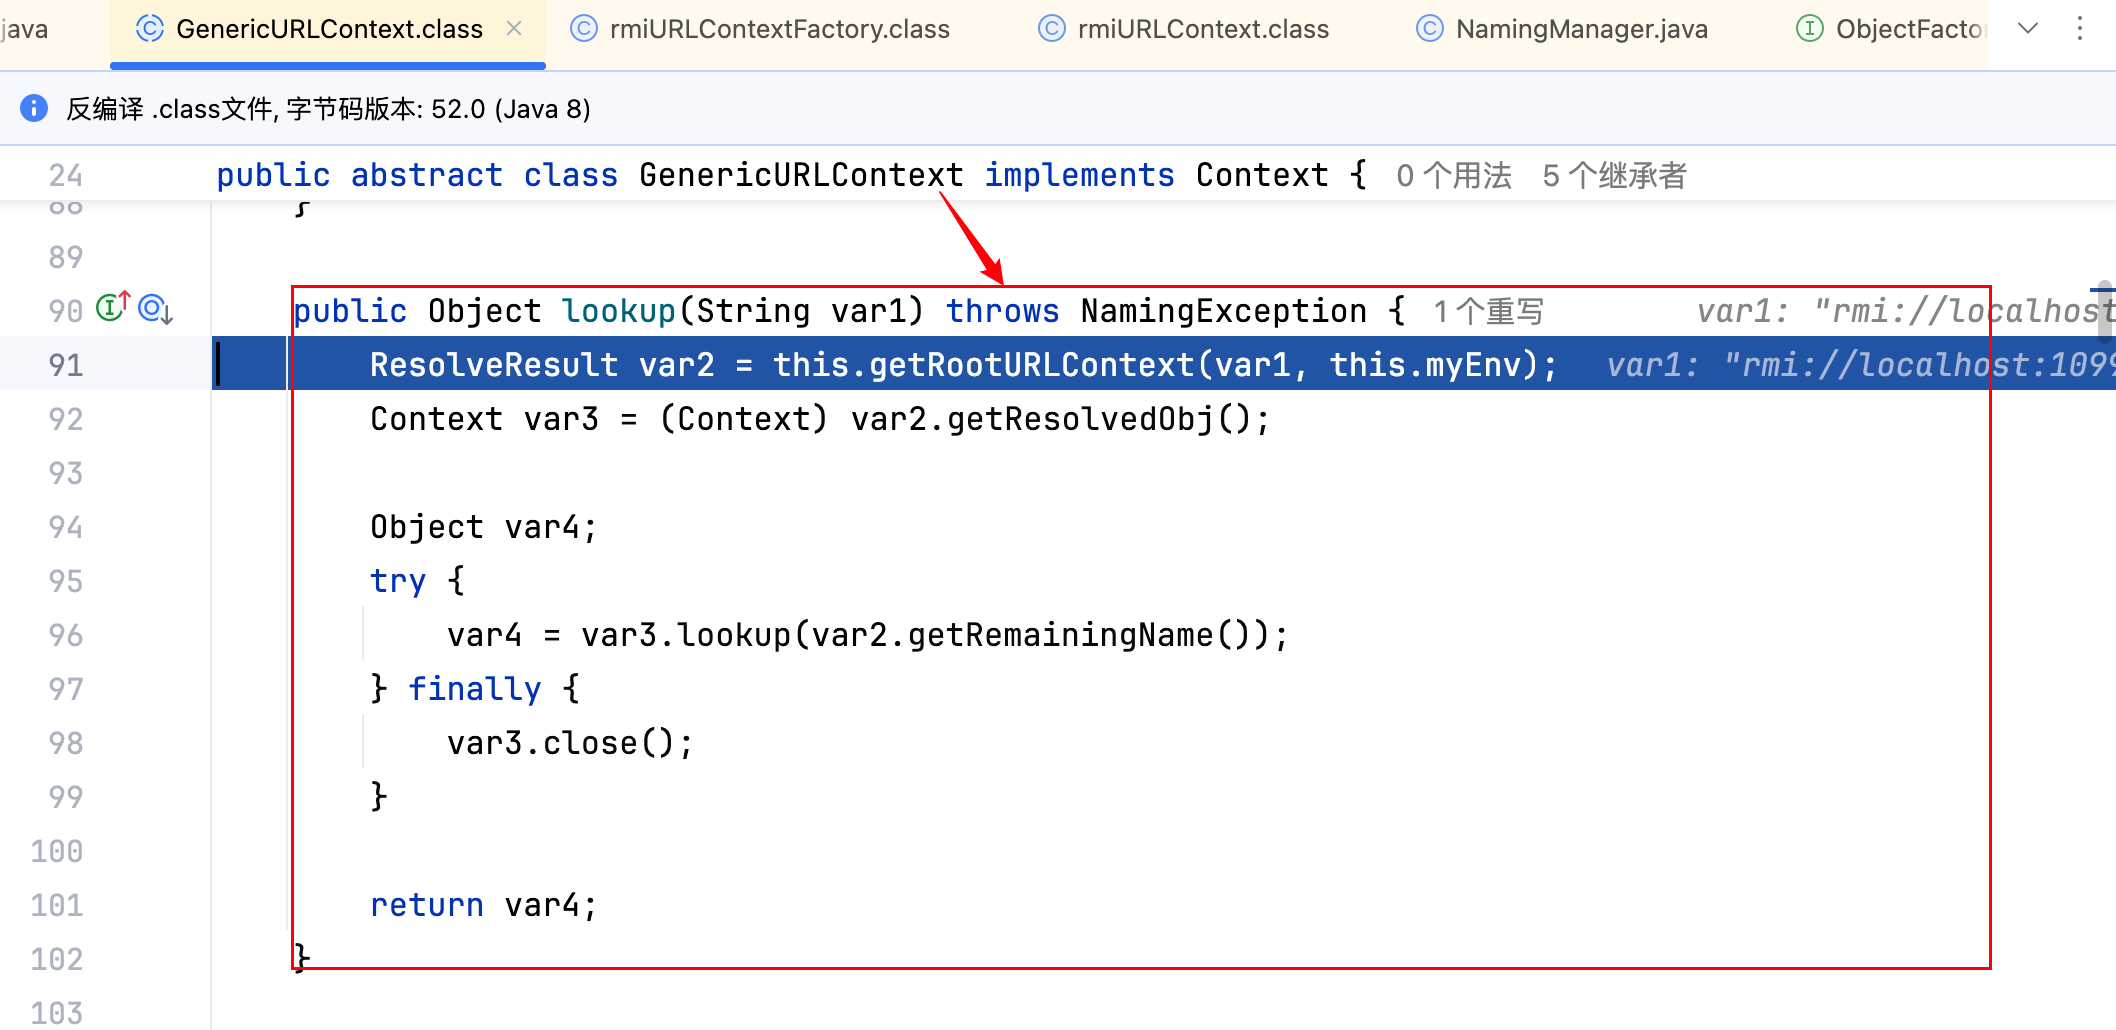 java GenericURLContext.class rmiURLContextFactory.class rmiURLContext.class NamingManager.java ObjectFacto
反编译 .class文件, 字节码版本: 52.0 (Java 8)
24 public abstract class GenericURLContext implements Context { 0 个用法 5 个继承者
88 }
89
90 public Object lookup(String var1) throws NamingException { 1 个重写 var1: "rmi://localhost
91 ResolveResult var2 = this.getRootURLContext(var1, this.myEnv); var1: "rmi://localhost:1099
92 Context var3 = (Context) var2.getResolvedObj();
93
94 Object var4;
95 try {
96 var4 = var3.lookup(var2.getRemainingName());
97 } finally {
98 var3.close();
99 }
100
101 return var4;
102 }
103